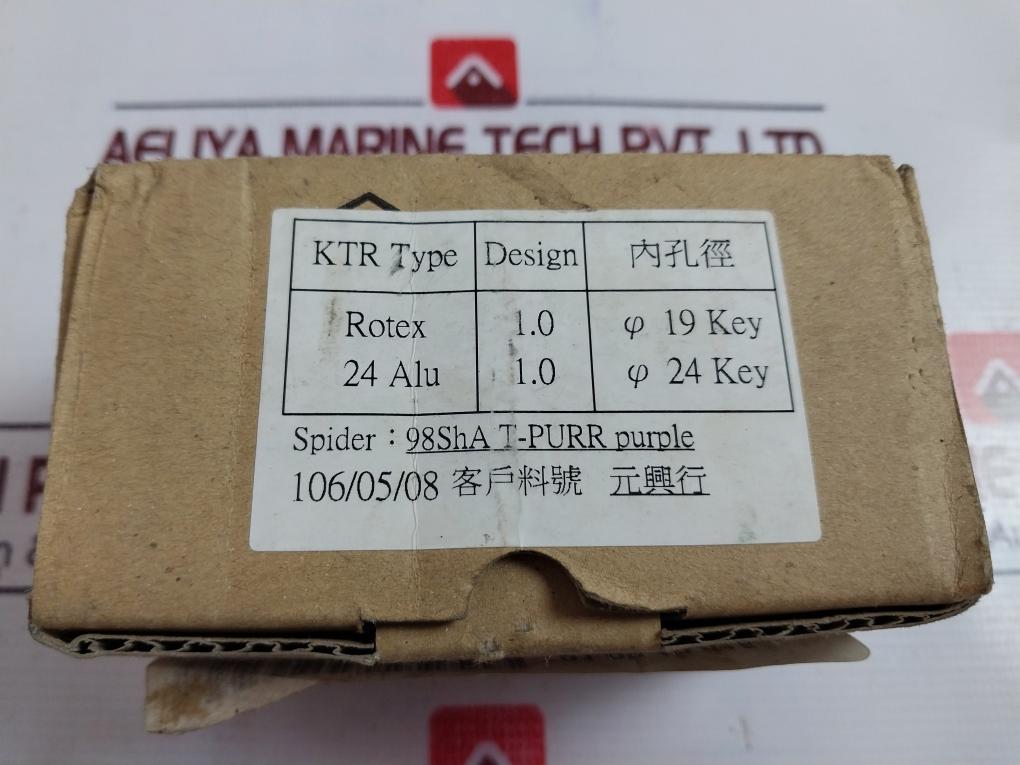 AELIYA MARINE TECH PVT. LTD
KTR Type Design 內孔徑
Rotex 1.0 φ 19 Key
24 Alu 1.0 φ 24 Key
Spider：98ShA T-PURR purple
106/05/08 客戶料號 元興行